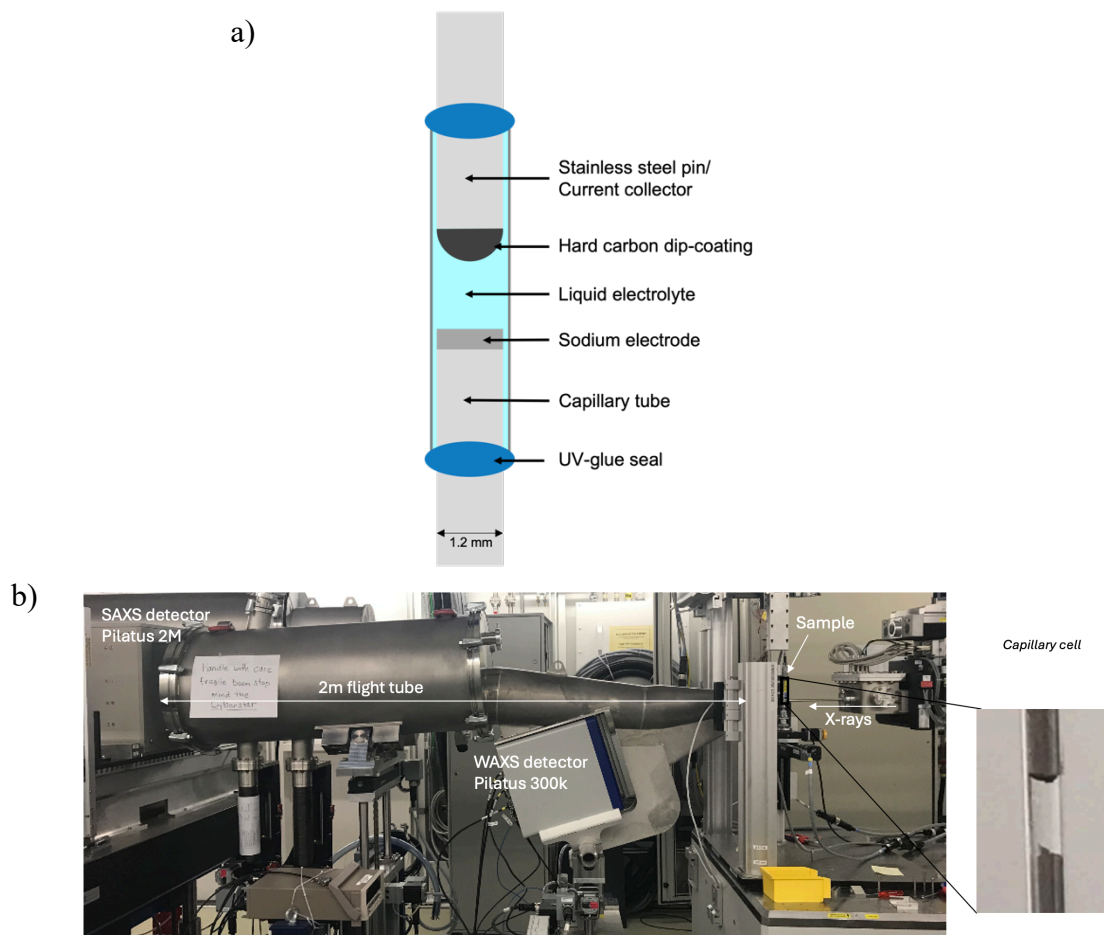 a)
Stainless steel pin/
Current collector
Hard carbon dip-coating
Liquid electrolyte
Sodium electrode
Capillary tube
UV-glue seal
1.2 mm
b)
SAXS detector
Pilatus 2M
Handle with care
fragile beam stop
mind the
2m flight tube
WAXS detector
Pilatus 300k
Sample
X-rays
Capillary cell